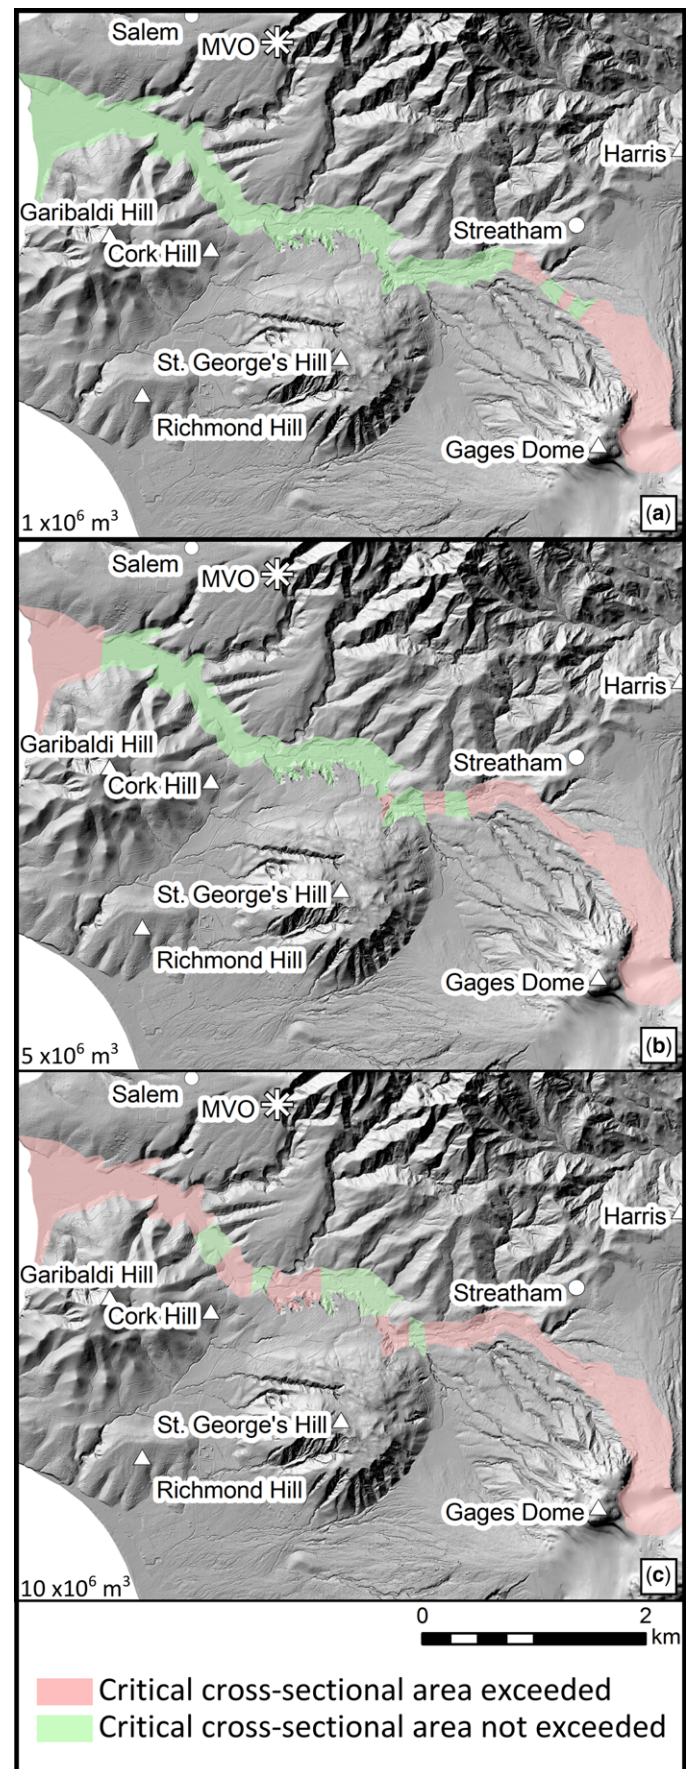 Salem
MVO
Harris
Garibaldi Hill
Streatham
Cork Hill
St. George's Hill
Richmond Hill
Gages Dome
1 x10⁶ m³
(a)
Salem
MVO
Harris
Garibaldi Hill
Streatham
Cork Hill
St. George's Hill
Richmond Hill
Gages Dome
5 x10⁶ m³
(b)
Salem
MVO
Harris
Garibaldi Hill
Streatham
Cork Hill
St. George's Hill
Richmond Hill
Gages Dome
10 x10⁶ m³
(c)
0 2
km
Critical cross-sectional area exceeded
Critical cross-sectional area not exceeded